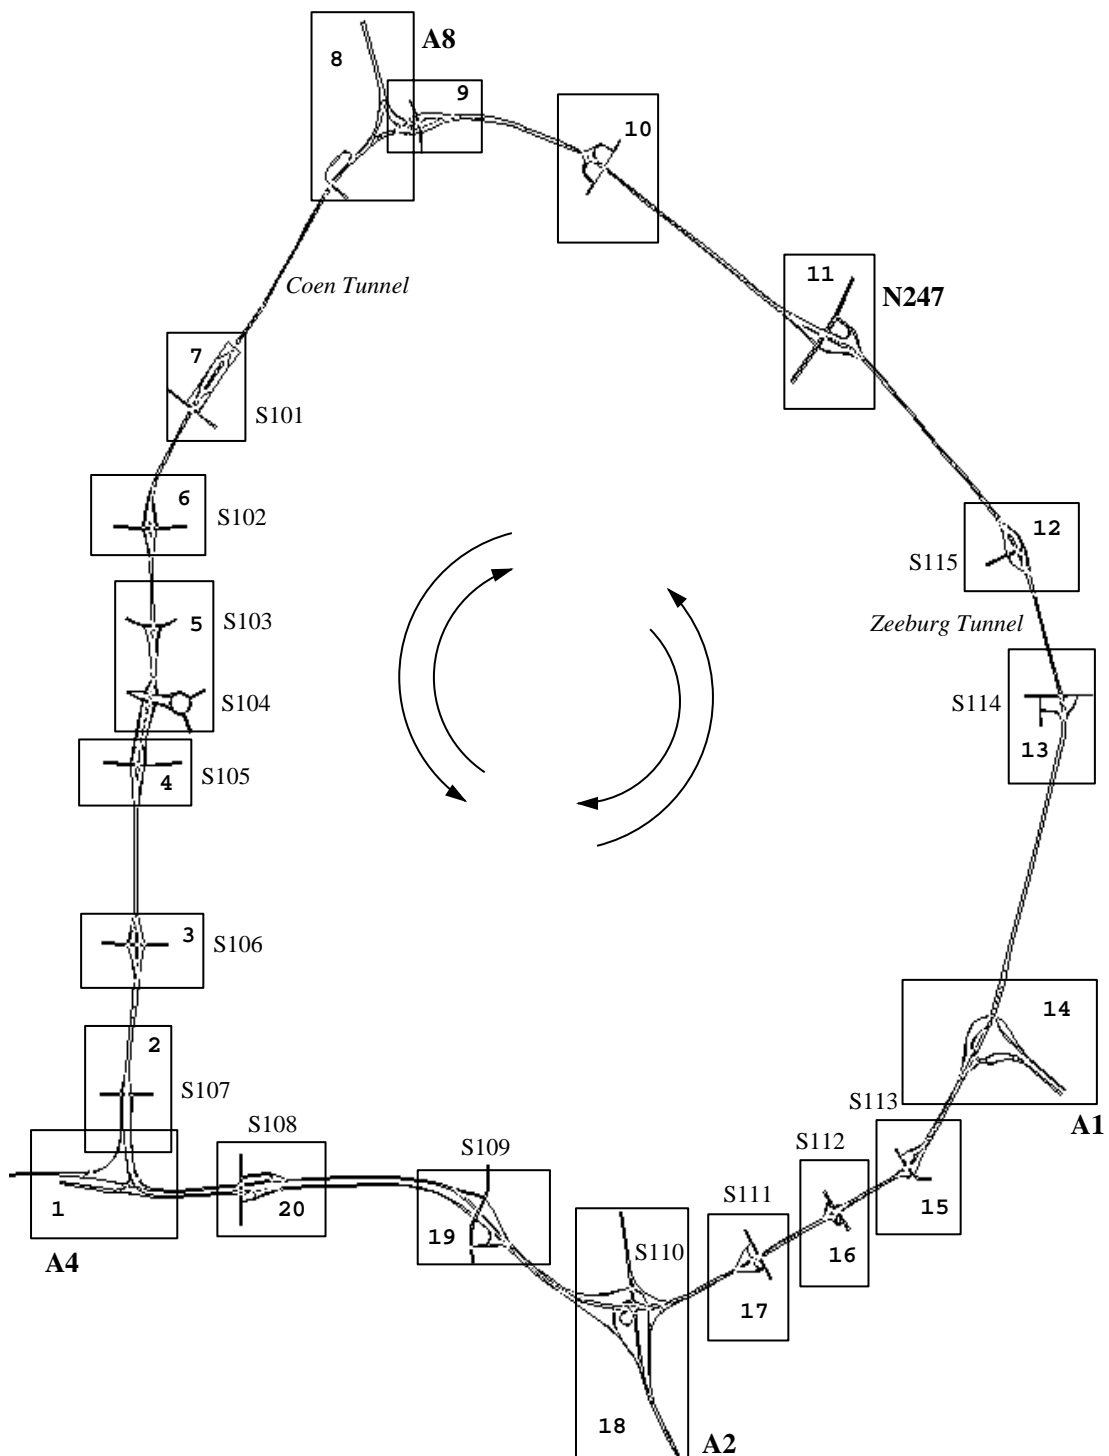 A8
8
9
10
Coen Tunnel
11
N247
7
S101
6
S102
12
S115
5
S103
Zeeburg Tunnel
S104
S114
13
4
S105
3
S106
14
2
S107
S113
A1
S108
S112
S109
S111
1
20
19
15
16
S110
A4
17
18
A2